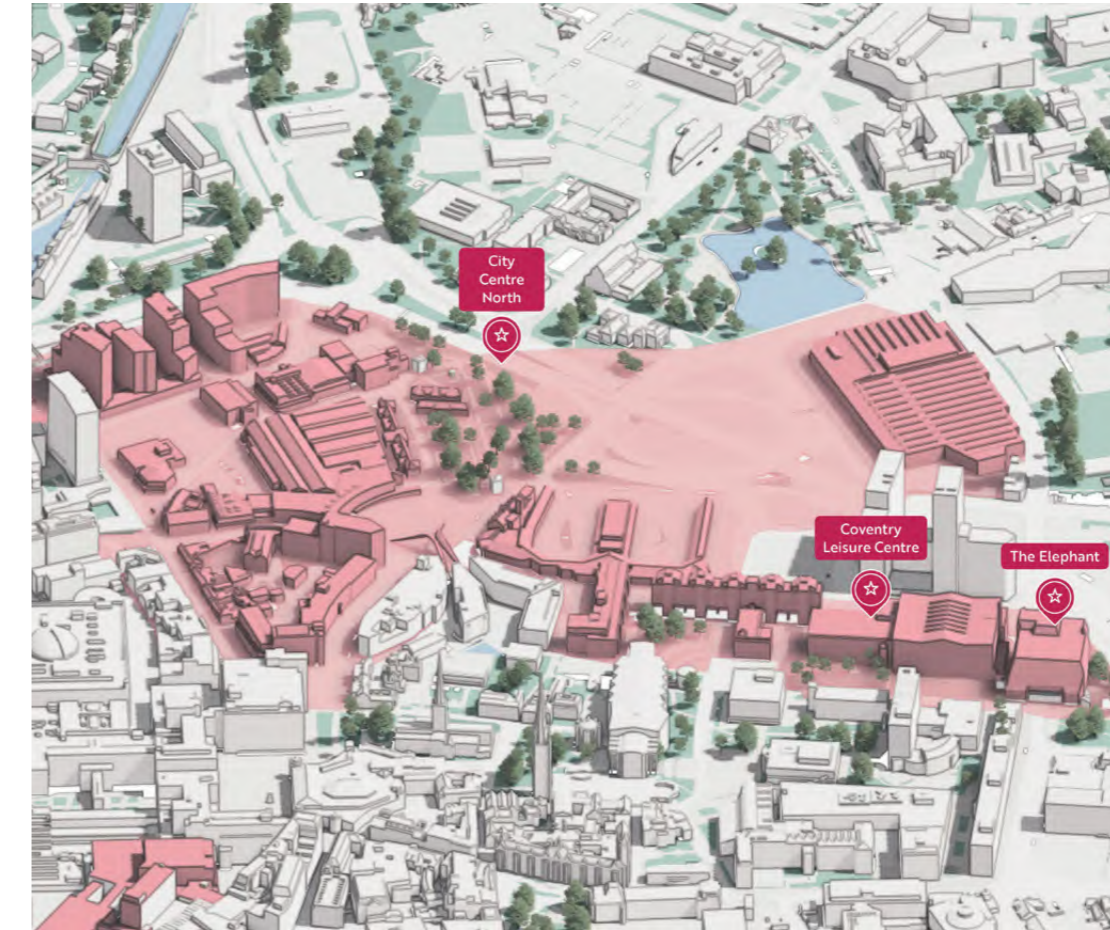 City
Centre
North
Coventry
Leisure Centre
The Elephant